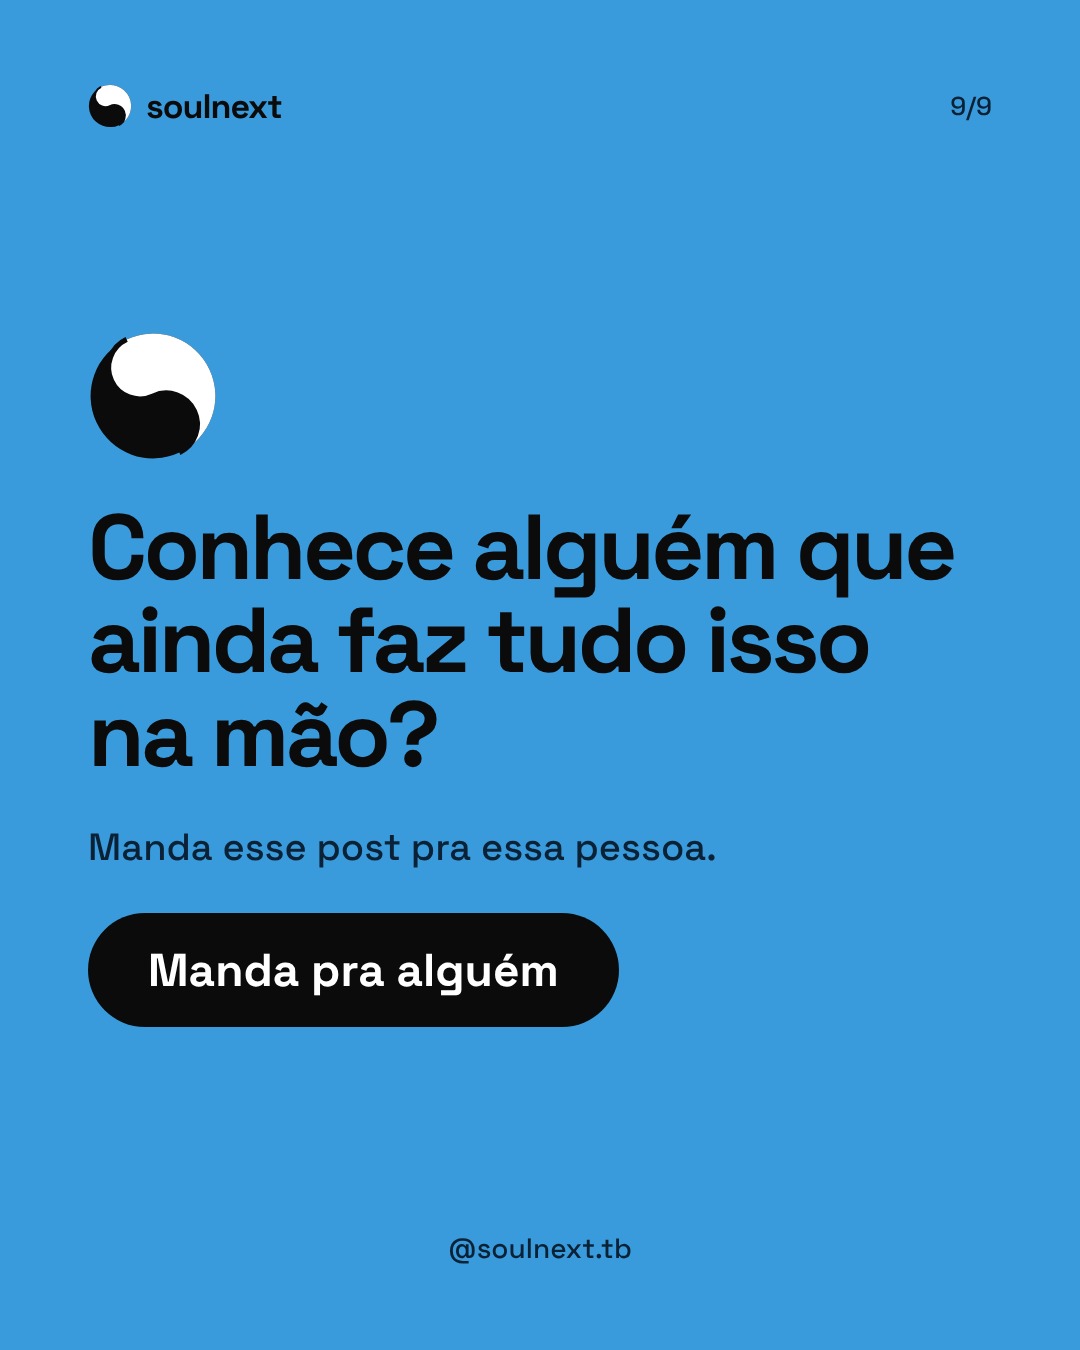 soulnext
9/9
Conhece alguém que
ainda faz tudo isso
na mão?
Manda esse post pra essa pessoa.
Manda pra alguém
@soulnext.tb